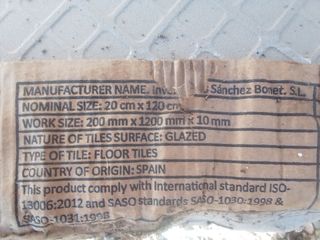 MANUFACTURER NAME. Inve s Sánchez Bonet. S.L.
NOMINAL SIZE: 20 cm x 120 cm
WORK SIZE: 200 mm x 1200 mm x 10 mm
NATURE OF TILES SURFACE: GLAZED
TYPE OF TILE: FLOOR TILES
COUNTRY OF ORIGIN: SPAIN
This product comply with International standard ISO-
13006:2012 and SASO standards SASO-1030:1998 &
SASO-1031:1998